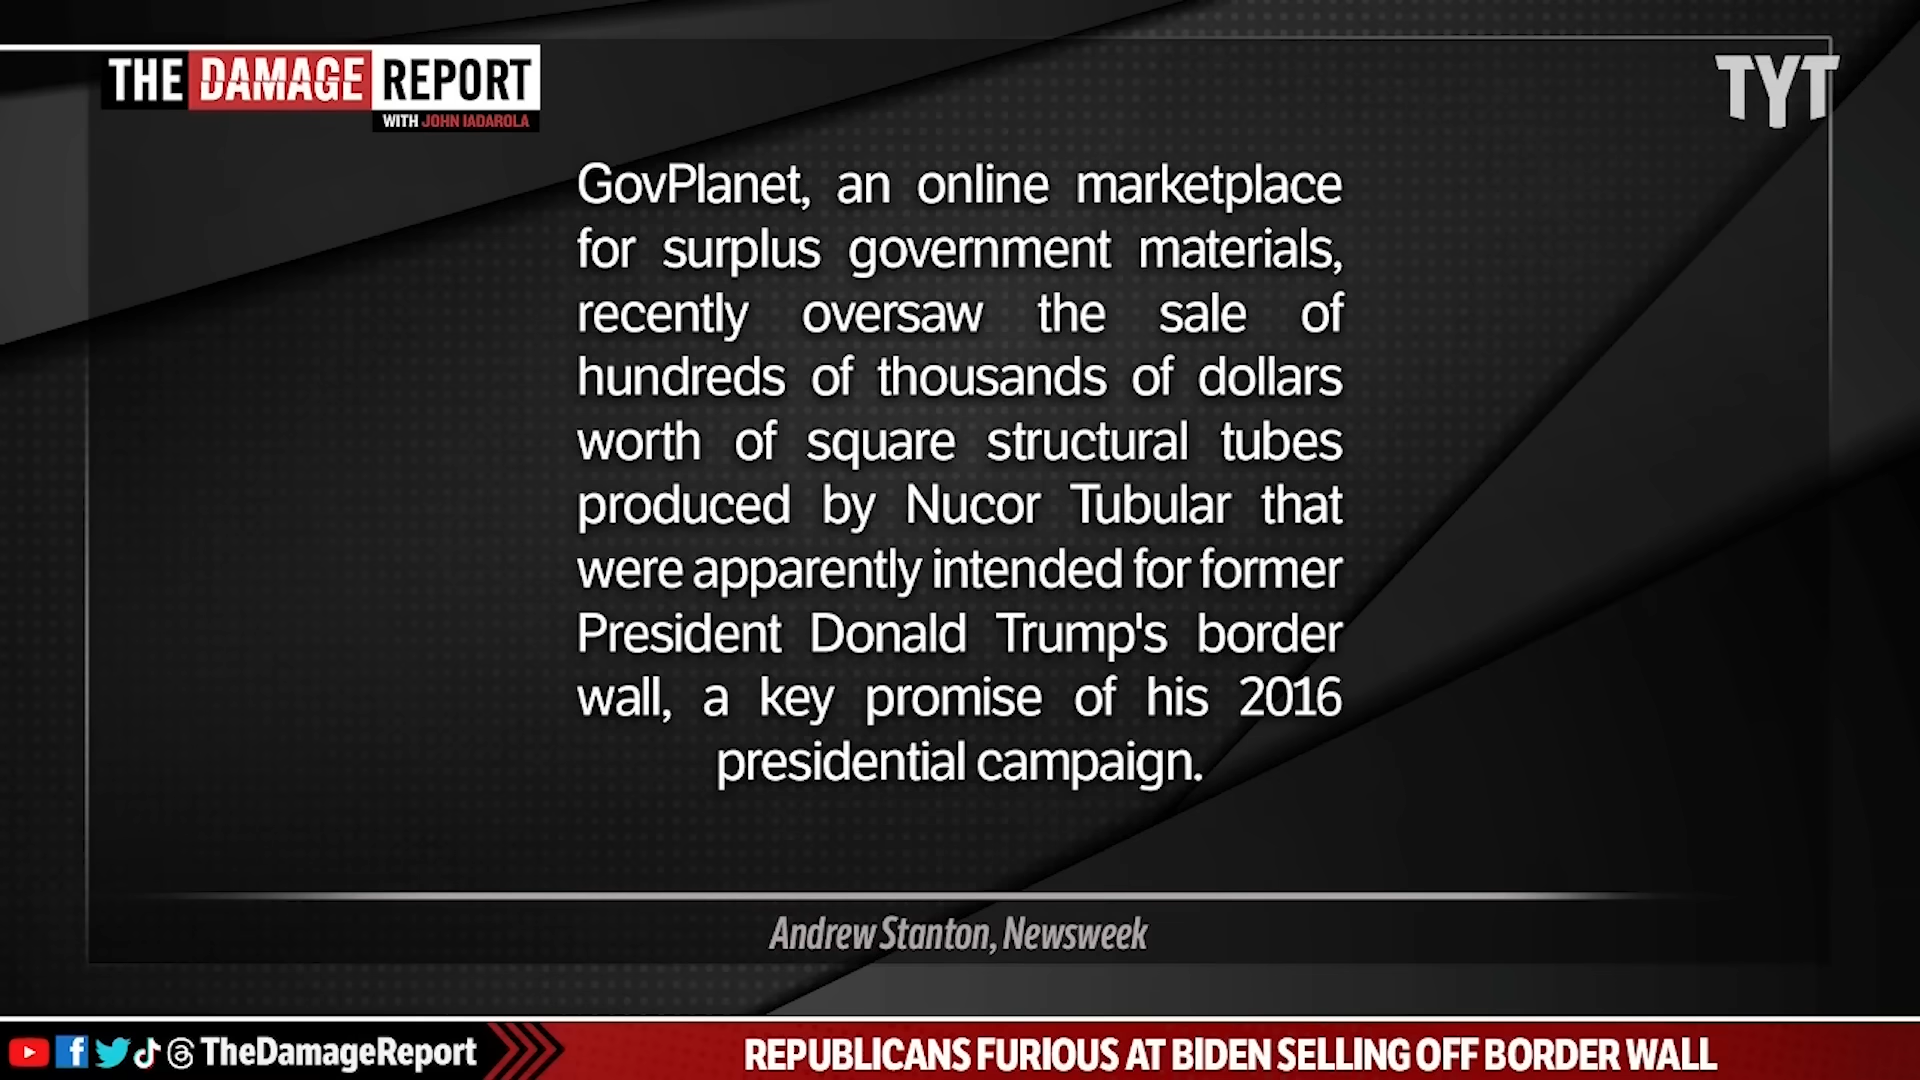 THE DAMAGE REPORT
WITH JOHN IADAROLA
TYT
GovPlanet, an online marketplace
for surplus government materials,
recently oversaw the sale of
hundreds of thousands of dollars
worth of square structural tubes
produced by Nucor Tubular that
were apparently intended for former
President Donald Trump's border
wall, a key promise of his 2016
presidential campaign.
Andrew Stanton, Newsweek
TheDamageReport
REPUBLICANS FURIOUS AT BIDEN SELLING OFF BORDER WALL